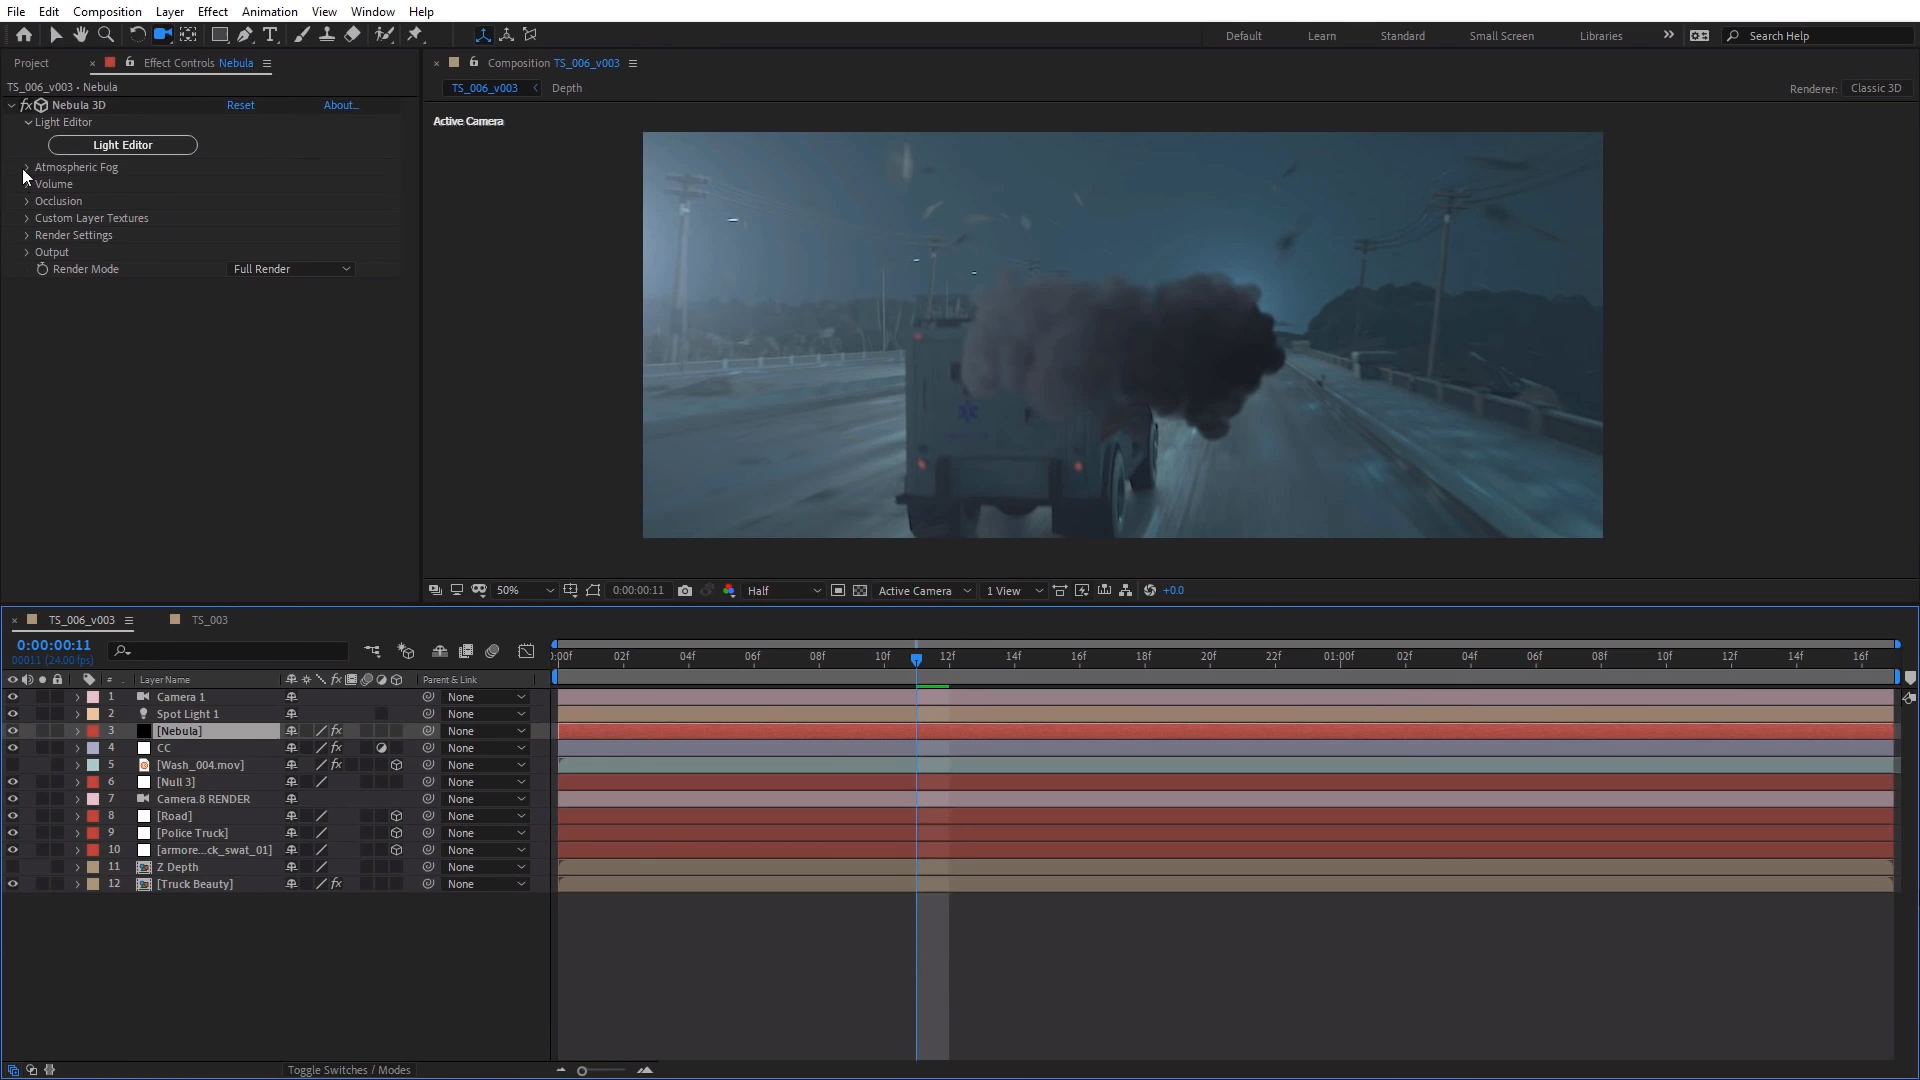 File Edit Composition Layer Effect Animation View Window Help
Default Learn Standard Small Screen Libraries Search Help
Project Effect Controls Nebula
Composition TS_006_v003
TS_006_v003 • Nebula
TS_006_v003 Depth
Renderer: Classic 3D
fx Nebula 3D Reset About...
Light Editor
Light Editor
Atmospheric Fog
Volume
Occlusion
Custom Layer Textures
Render Settings
Output
Render Mode Full Render
Active Camera
50% 0:00:00:11 Half Active Camera 1 View +0.0
TS_006_v003 TS_003
0:00:00:11
00011 (24.00 fps)
:00f 02f 04f 06f 08f 10f 12f 14f 16f 18f 20f 22f 01:00f 02f 04f 06f 08f 10f 12f 14f 16f
# Layer Name fx Parent & Link
1 Camera 1 None
2 Spot Light 1 None
3 [Nebula] fx None
4 CC fx None
5 [Wash_004.mov] fx None
6 [Null 3] None
7 Camera.8 RENDER None
8 [Road] None
9 [Police Truck] None
10 [armore...ck_swat_01] None
11 Z Depth None
12 [Truck Beauty] fx None
Toggle Switches / Modes